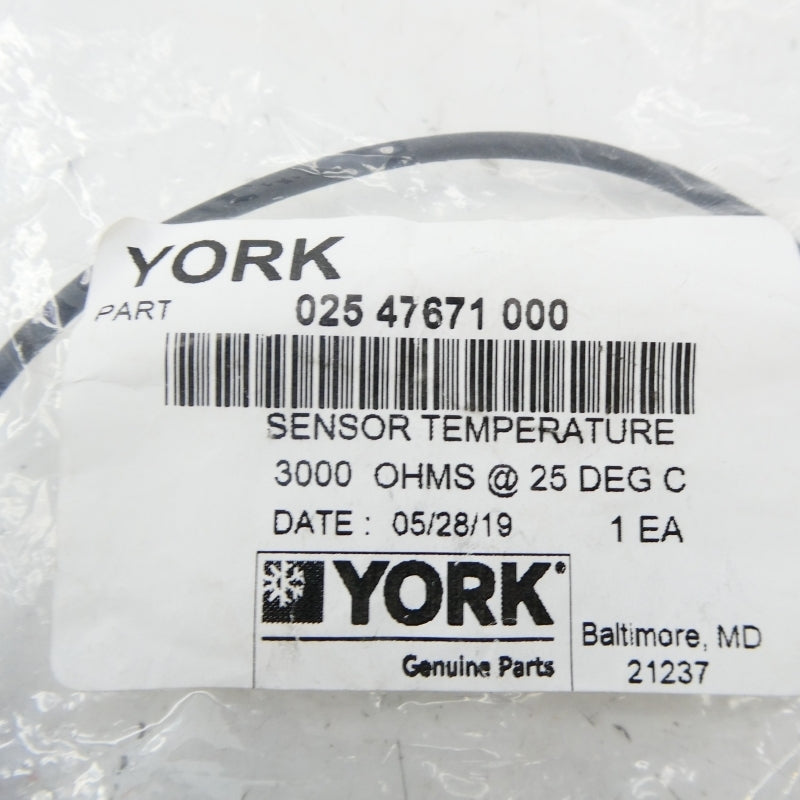 YORK
PART 025 47671 000
SENSOR TEMPERATURE
3000 OHMS @ 25 DEG C
DATE : 05/28/19 1 EA
YORK
Genuine Parts
Baltimore, MD
21237